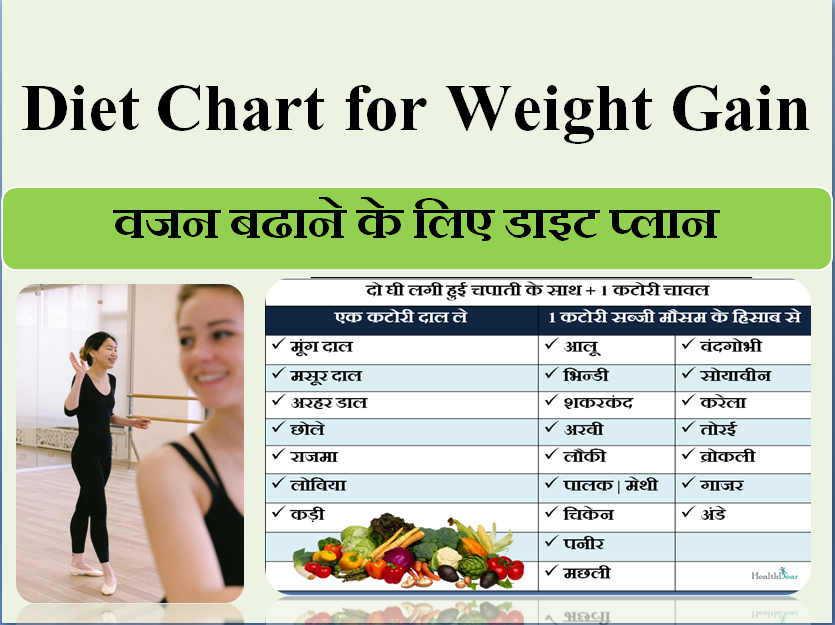 Diet Chart for Weight Gain
वजन बढाने के लिए डाइट प्लान
दो घी लगी हुई चपाती के साथ + 1 कटोरी चावल
एक कटोरी दाल ले 1 कटोरी सब्जी मौसम के हिसाब से
✓ मूंग दाल ✓ आलू ✓ बंदगोभी
✓ मसूर दाल ✓ भिन्डी ✓ सोयाबीन
✓ अरहर डाल ✓ शकरकंद ✓ करेला
✓ छोले ✓ अरबी ✓ तोरई
✓ राजमा ✓ लौकी ✓ ब्रोकली
✓ लोबिया ✓ पालक | मेथी ✓ गाजर
✓ कड़ी ✓ चिकेन ✓ अंडे
✓ पनीर
✓ मछली
HealthDear